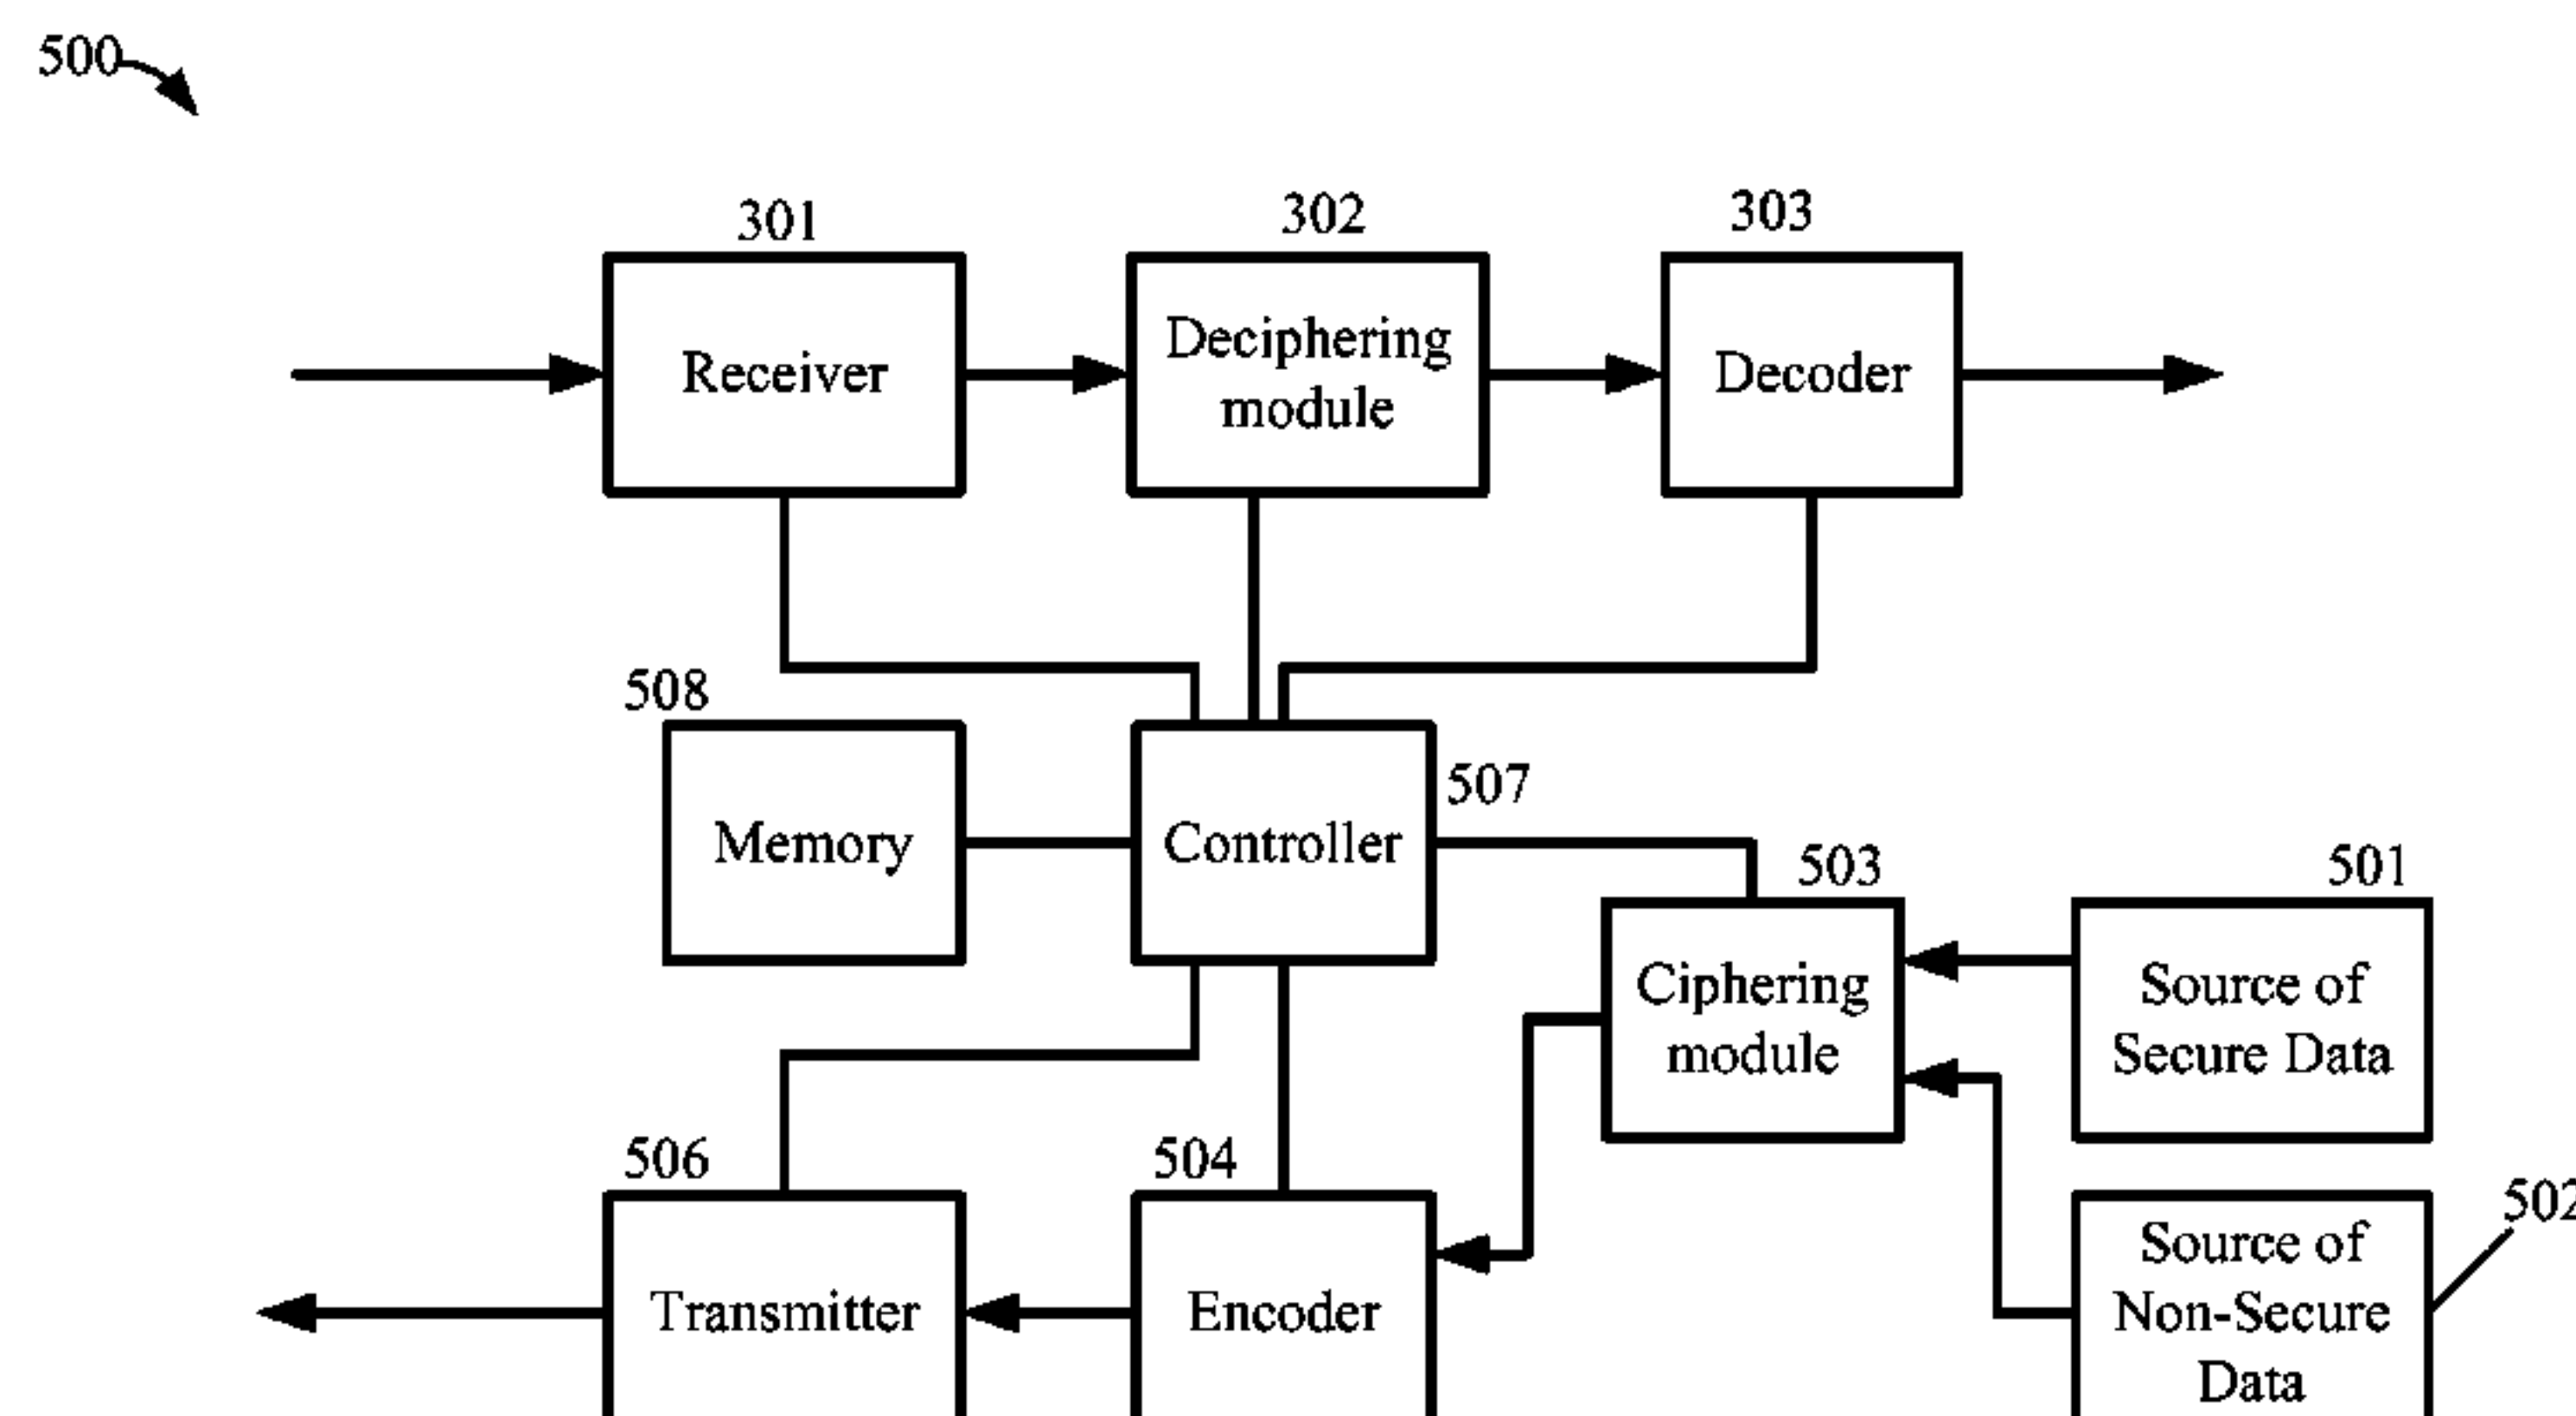 500
301
302
303
Receiver
Deciphering
module
Decoder
508
Memory
Controller
507
503
501
Ciphering
module
Source of
Secure Data
506
504
502
Transmitter
Encoder
Source of
Non-Secure
Data